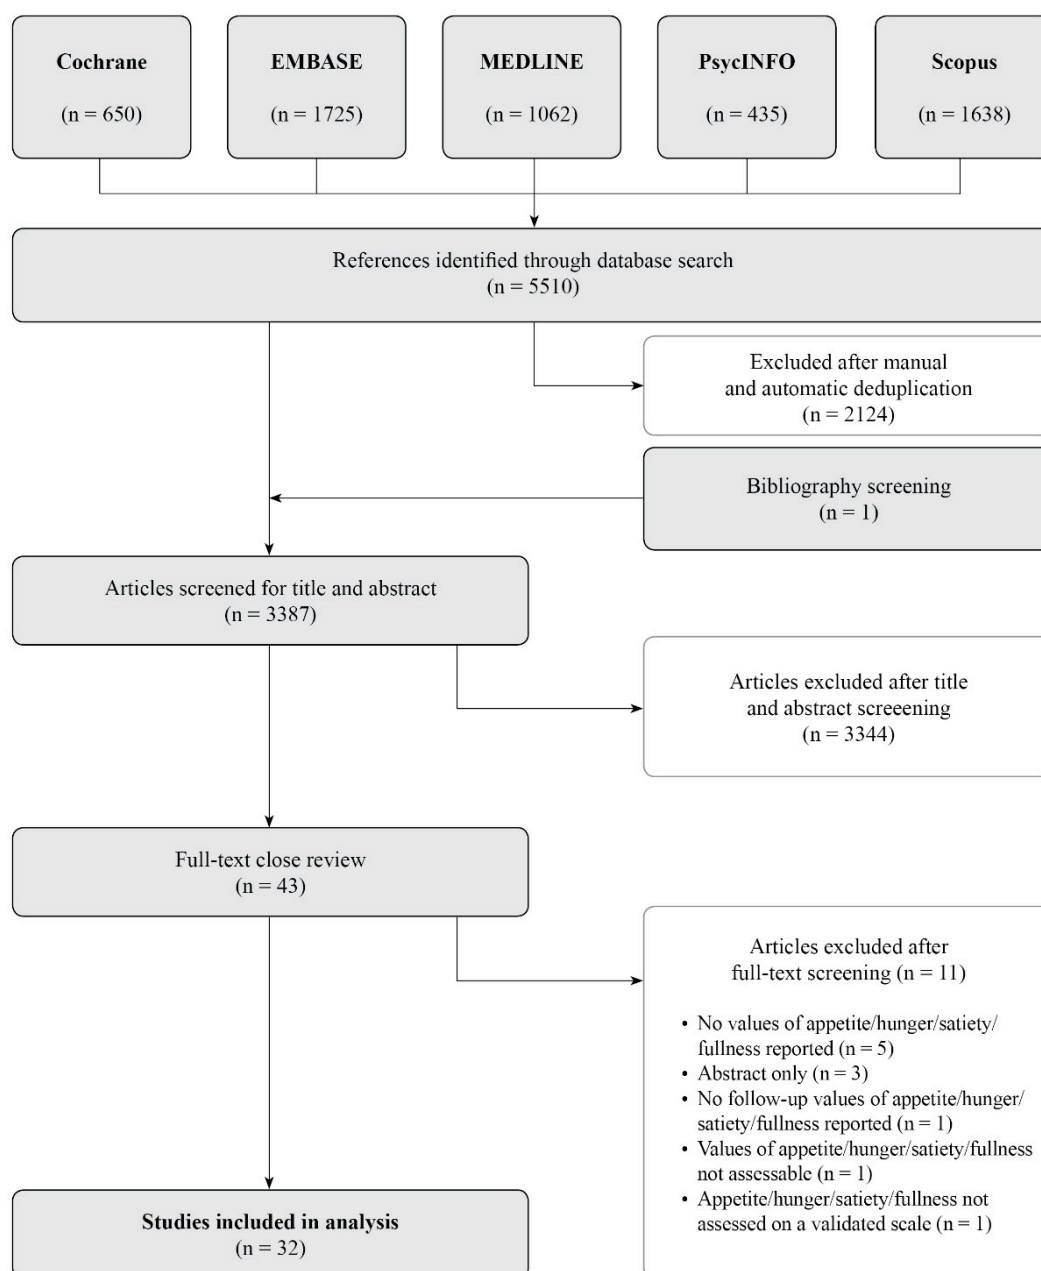 Cochrane
(n = 650)
EMBASE
(n = 1725)
MEDLINE
(n = 1062)
PsycINFO
(n = 435)
Scopus
(n = 1638)
References identified through database search
(n = 5510)
Excluded after manual
and automatic deduplication
(n = 2124)
Bibliography screening
(n = 1)
Articles screened for title and abstract
(n = 3387)
Articles excluded after title
and abstract screeening
(n = 3344)
Full-text close review
(n = 43)
Articles excluded after
full-text screening (n = 11)
• No values of appetite/hunger/satiety/
fullness reported (n = 5)
• Abstract only (n = 3)
• No follow-up values of appetite/hunger/
satiety/fullness reported (n = 1)
• Values of appetite/hunger/satiety/fullness
not assessable (n = 1)
• Appetite/hunger/satiety/fullness not
assessed on a validated scale (n = 1)
Studies included in analysis
(n = 32)